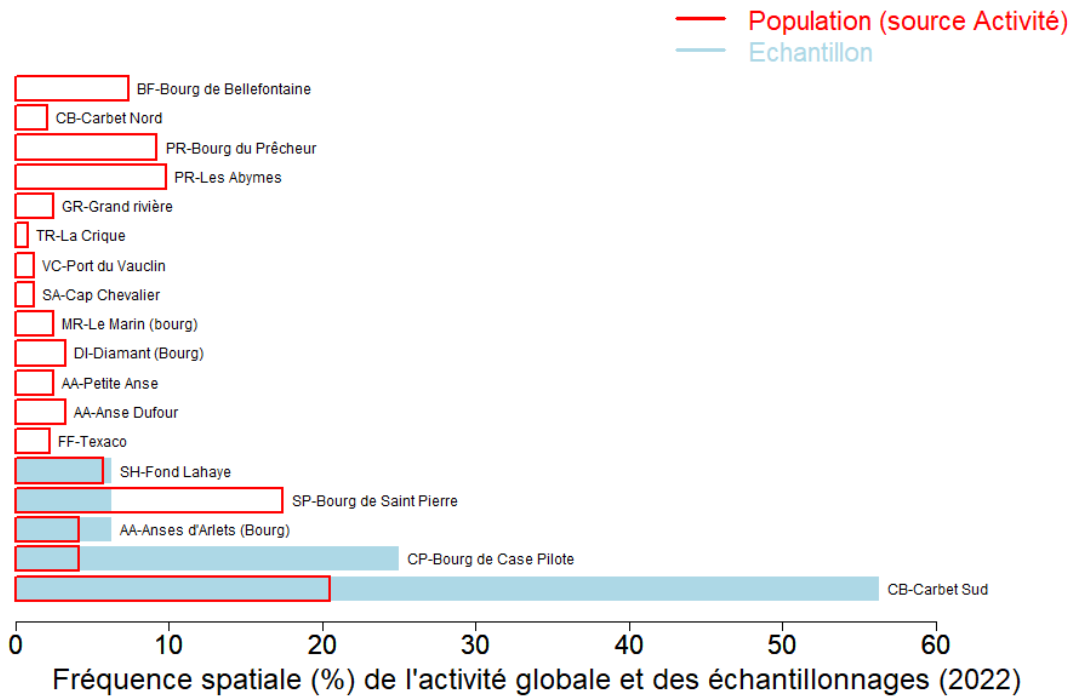 Population (source Activité)
Echantillon
BF-Bourg de Bellefontaine
CB-Carbet Nord
PR-Bourg du Prêcheur
PR-Les Abymes
GR-Grand rivière
TR-La Crique
VC-Port du Vauclin
SA-Cap Chevalier
MR-Le Marin (bourg)
DI-Diamant (Bourg)
AA-Petite Anse
AA-Anse Dufour
FF-Texaco
SH-Fond Lahaye
SP-Bourg de Saint Pierre
AA-Anses d'Arlets (Bourg)
CP-Bourg de Case Pilote
CB-Carbet Sud
0 10 20 30 40 50 60
Fréquence spatiale (%) de l'activité globale et des échantillonnages (2022)